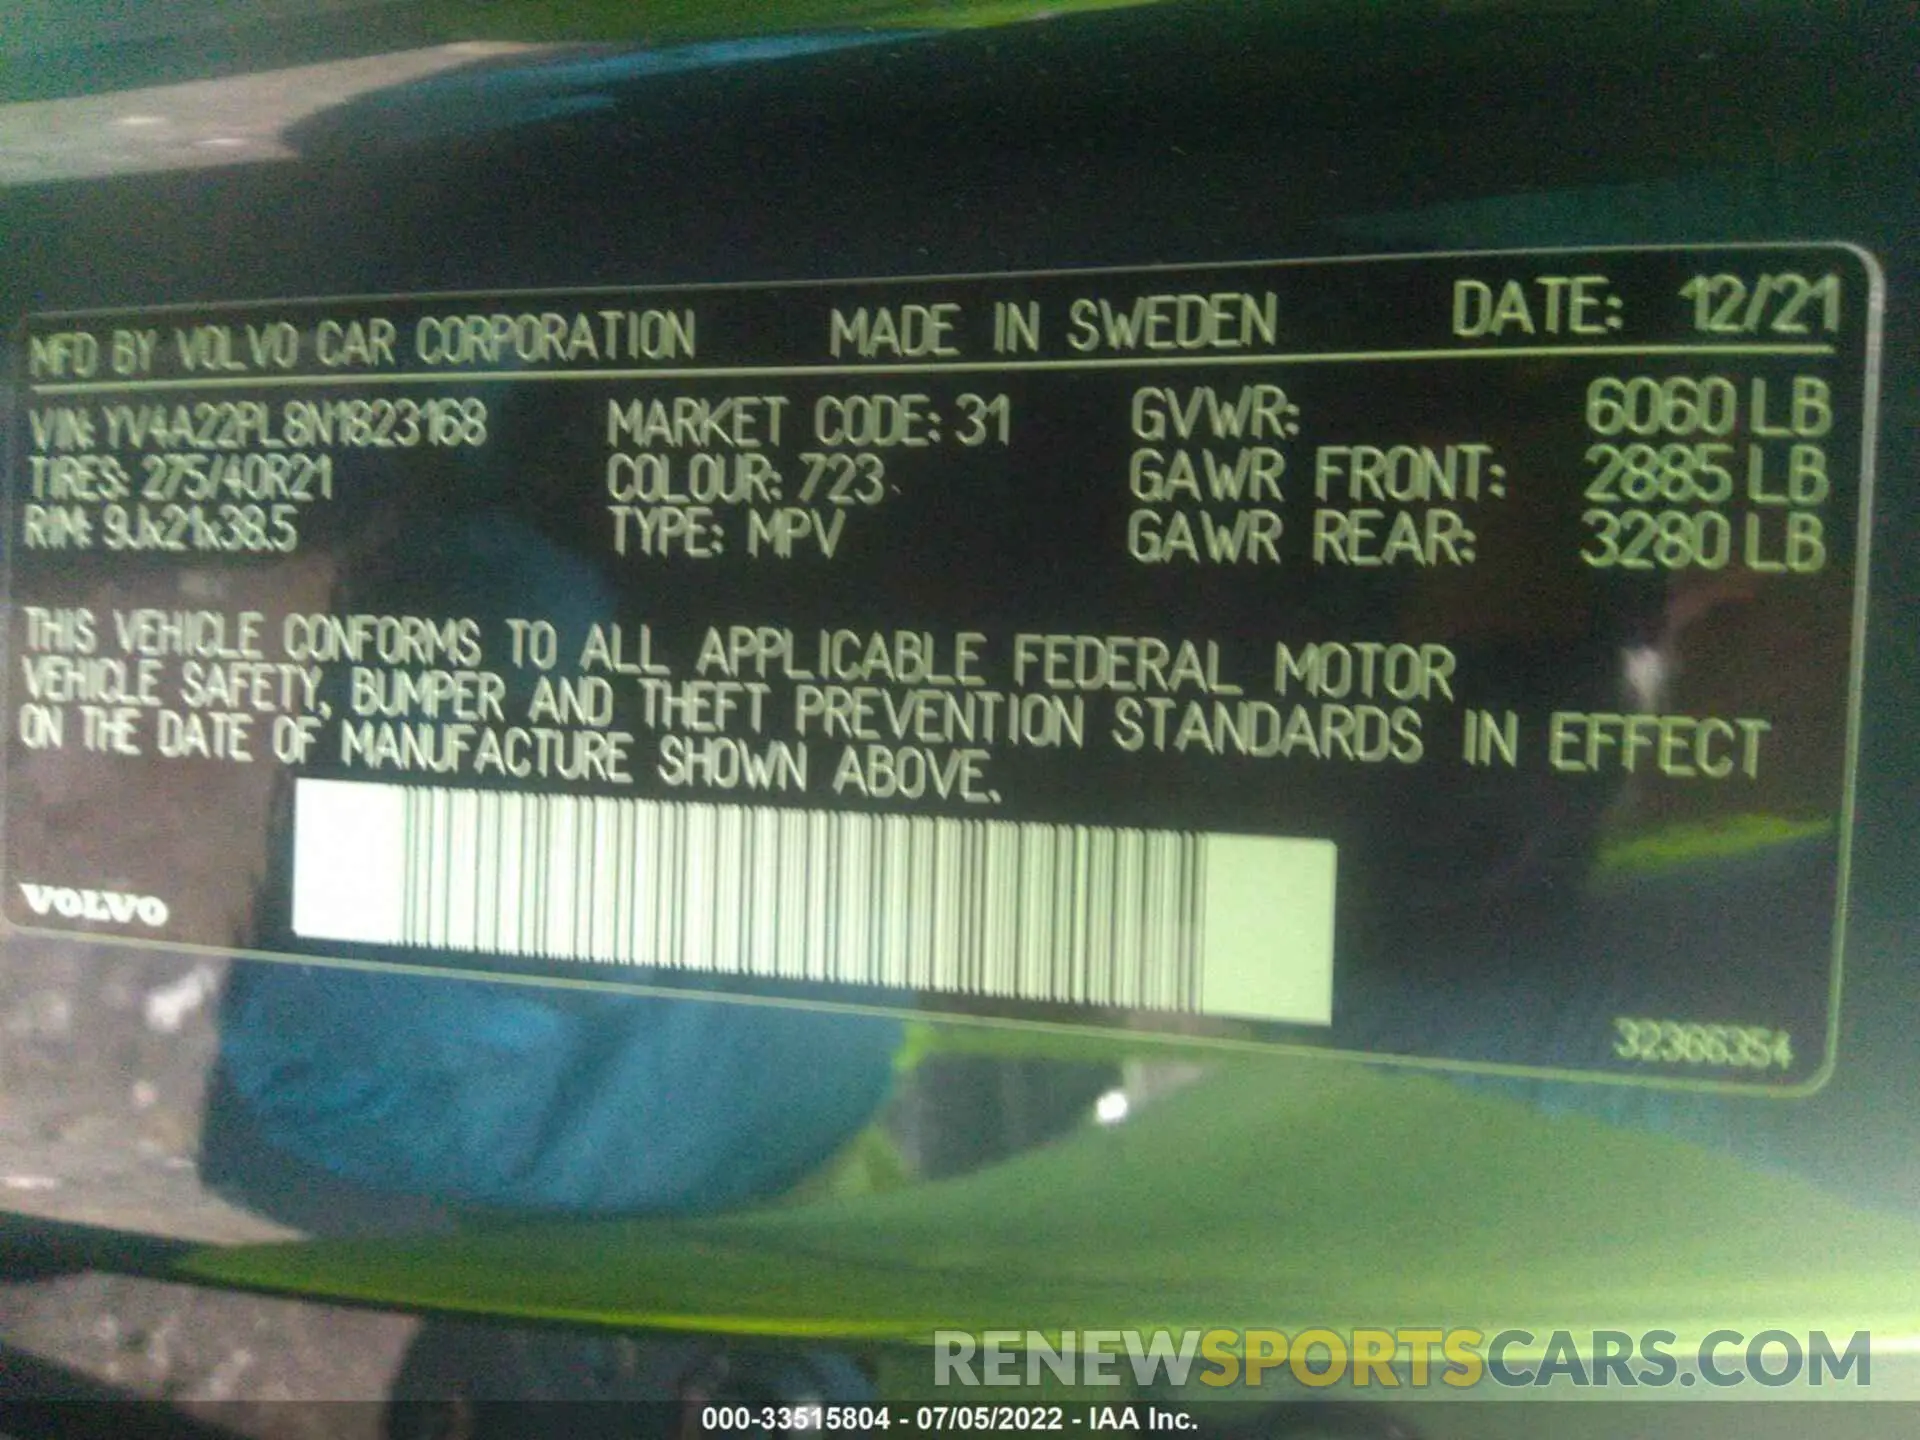 MFD BY VOLVO CAR CORPORATION MADE IN SWEDEN DATE: 12/21
VIN: YV4A22PL8N1823168 MARKET CODE: 31 GVWR: 6060 LB
TIRES: 275/40R21 COLOUR: 723 GAWR FRONT: 2885 LB
RIM: 9Jx21x38.5 TYPE: MPV GAWR REAR: 3280 LB
THIS VEHICLE CONFORMS TO ALL APPLICABLE FEDERAL MOTOR
VEHICLE SAFETY, BUMPER AND THEFT PREVENTION STANDARDS IN EFFECT
ON THE DATE OF MANUFACTURE SHOWN ABOVE.
VOLVO
32366354
RENEWSPORTSCARS.COM
000-33515804 - 07/05/2022 - IAA Inc.